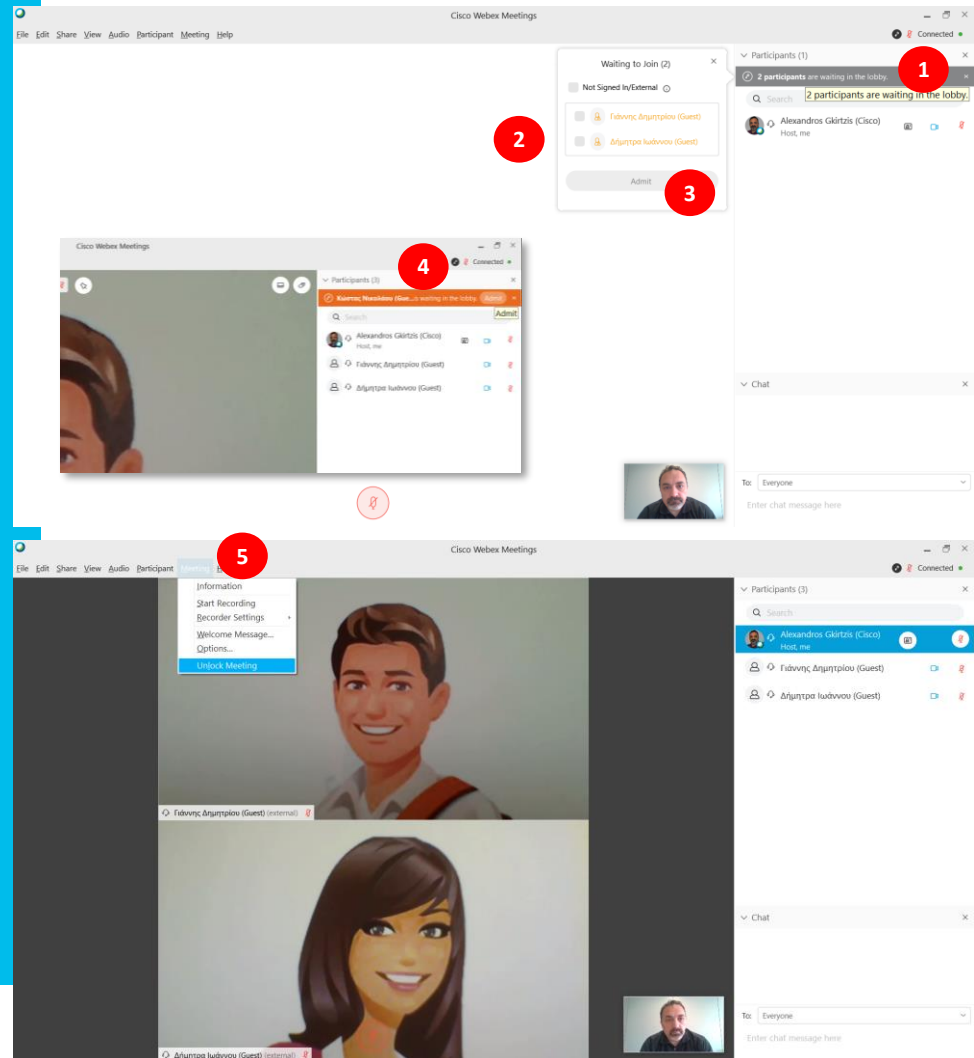 Cisco Webex Meetings
File Edit Share View Audio Participant Meeting Help
Connected
Participants (1)
2 participants are waiting in the lobby.
1
Search
2 participants are waiting in the lobby.
Alexandros Gkirtzis (Cisco)
Host, me
Waiting to Join (2)
Not Signed In/External
2
Γιάννης Δημητρίου (Guest)
Δήμητρα Ιωάννου (Guest)
Admit
3
Cisco Webex Meetings
4
Connected
Participants (3)
Κώστας Νικολάου (Gue... is waiting in the lobby. Admit
Search
Admit
Alexandros Gkirtzis (Cisco)
Host, me
Γιάννης Δημητρίου (Guest)
Δήμητρα Ιωάννου (Guest)
Chat
To: Everyone
Enter chat message here
Cisco Webex Meetings
5
File Edit Share View Audio Participant Meeting
Connected
Information
Start Recording
Recorder Settings
Welcome Message...
Options...
Unlock Meeting
Participants (3)
Search
Alexandros Gkirtzis (Cisco)
Host, me
Γιάννης Δημητρίου (Guest)
Δήμητρα Ιωάννου (Guest)
Γιάννης Δημητρίου (Guest) (external)
Δήμητρα Ιωάννου (Guest) (external)
Chat
To: Everyone
Enter chat message here